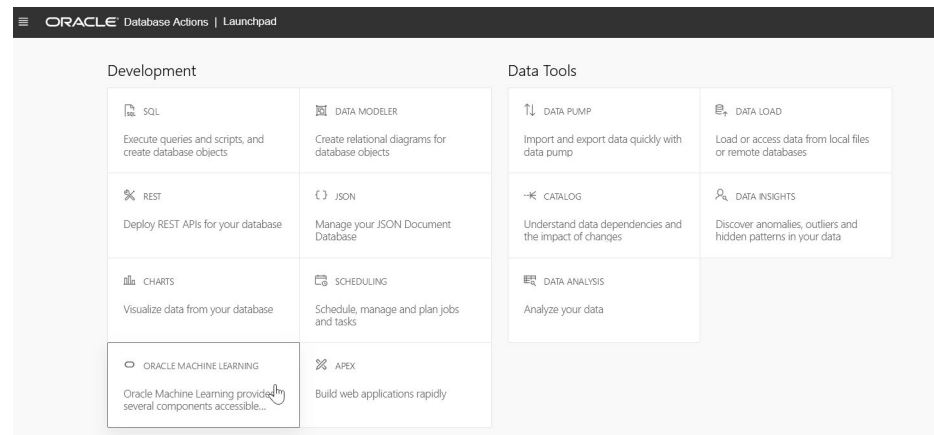 ORACLE Database Actions | Launchpad
Development
SQL
Execute queries and scripts, and
create database objects
DATA MODELER
Create relational diagrams for
database objects
REST
Deploy REST APIs for your database
{ } JSON
Manage your JSON Document
Database
CHARTS
Visualize data from your database
SCHEDULING
Schedule, manage and plan jobs
and tasks
ORACLE MACHINE LEARNING
Oracle Machine Learning provides
several components accessible...
APEX
Build web applications rapidly
Data Tools
DATA PUMP
Import and export data quickly with
data pump
DATA LOAD
Load or access data from local files
or remote databases
CATALOG
Understand data dependencies and
the impact of changes
DATA INSIGHTS
Discover anomalies, outliers and
hidden patterns in your data
DATA ANALYSIS
Analyze your data